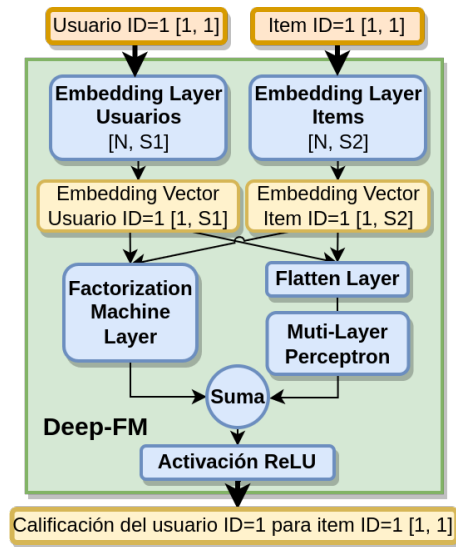 Usuario ID=1 [1, 1]
Item ID=1 [1, 1]
Embedding Layer
Usuarios
[N, S1]
Embedding Layer
Items
[N, S2]
Embedding Vector
Usuario ID=1 [1, S1]
Embedding Vector
Item ID=1 [1, S2]
Factorization
Machine
Layer
Flatten Layer
Muti-Layer
Perceptron
Suma
Deep-FM
Activación ReLU
Calificación del usuario ID=1 para item ID=1 [1, 1]